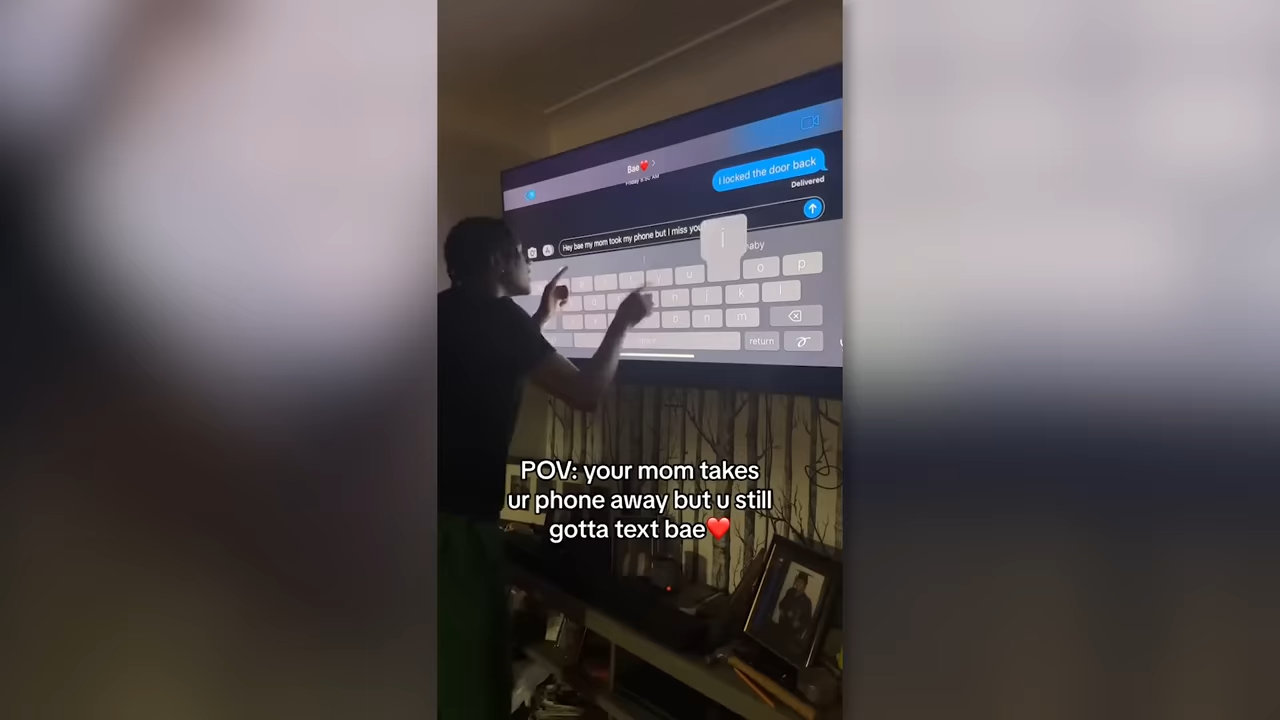 Bae❤️ >
I locked the door back
Delivered
Hey bae my mom took my phone but I miss you
i
baby
u o p
j k l
n m
return
POV: your mom takes
ur phone away but u still
gotta text bae❤️